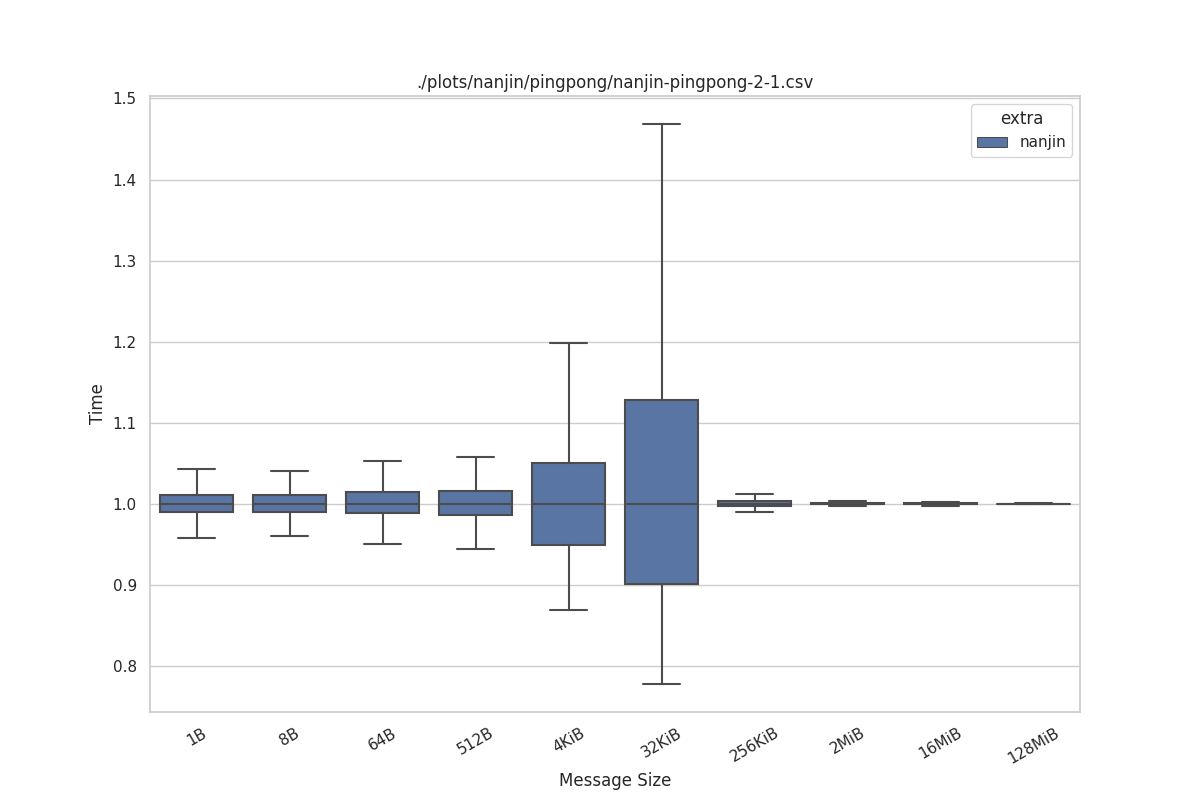 ./plots/nanjin/pingpong/nanjin-pingpong-2-1.csv
1.5
1.4
1.3
1.2
1.1
1.0
0.9
0.8
Time
extra
nanjin
1B
8B
64B
512B
4KiB
32KiB
256KiB
2MiB
16MiB
128MiB
Message Size